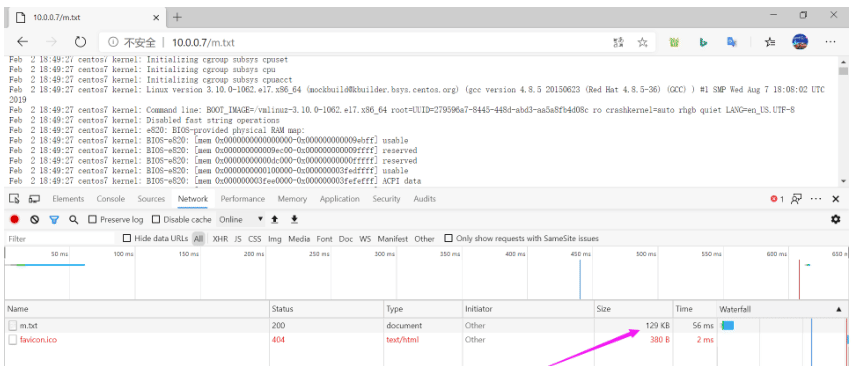 10.0.0.7/m.txt
不安全 10.0.0.7/m.txt
Feb 2 18:49:27 centos7 kernel: Initializing cgroup subsys cpuset
Feb 2 18:49:27 centos7 kernel: Initializing cgroup subsys cpu
Feb 2 18:49:27 centos7 kernel: Initializing cgroup subsys cpuacct
Feb 2 18:49:27 centos7 kernel: Linux version 3.10.0-1062.el7.x86_64 (mockbuild@kbuilder.bsys.centos.org) (gcc version 4.8.5 20150623 (Red Hat 4.8.5-36) (GCC) ) #1 SMP Wed Aug 7 18:08:02 UTC
2019
Feb 2 18:49:27 centos7 kernel: Command line: BOOT_IMAGE=/vmlinuz-3.10.0-1062.el7.x86_64 root=UUID=279596a7-8445-448d-abd3-aa5a8fb4d08c ro crashkernel=auto rhgb quiet LANG=en_US.UTF-8
Feb 2 18:49:27 centos7 kernel: Disabled fast string operations
Feb 2 18:49:27 centos7 kernel: e820: BIOS-provided physical RAM map:
Feb 2 18:49:27 centos7 kernel: BIOS-e820: [mem 0x0000000000000000-0x000000000009ebff] usable
Feb 2 18:49:27 centos7 kernel: BIOS-e820: [mem 0x000000000009ec00-0x000000000009ffff] reserved
Feb 2 18:49:27 centos7 kernel: BIOS-e820: [mem 0x00000000000dc000-0x00000000000fffff] reserved
Feb 2 18:49:27 centos7 kernel: BIOS-e820: [mem 0x0000000000100000-0x000000003fedffff] usable
Feb 2 18:49:27 centos7 kernel: BIOS-e820: [mem 0x000000003fee0000-0x000000003fefefff] ACPI data
Elements Console Sources Network Performance Memory Application Security Audits 1
Preserve log Disable cache Online
Filter Hide data URLs All XHR JS CSS Img Media Font Doc WS Manifest Other Only show requests with SameSite issues
50 ms 100 ms 150 ms 200 ms 250 ms 300 ms 350 ms 400 ms 450 ms 500 ms 550 ms 600 ms 650
Name Status Type Initiator Size Time Waterfall
m.txt 200 document Other 129 KB 56 ms
favicon.ico 404 text/html Other 380 B 2 ms